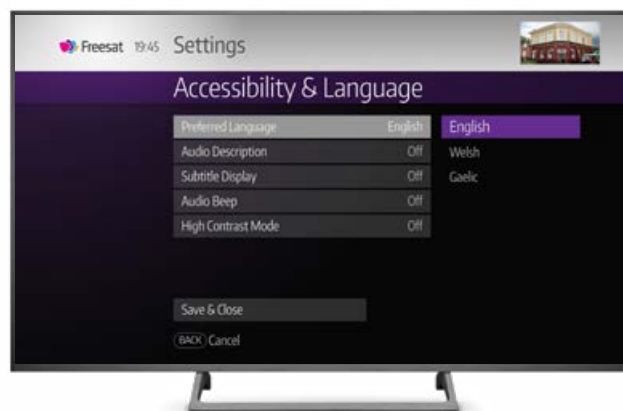 Freesat 19:45 Settings
Accessibility & Language
Preferred Language English English
Audio Description Off Welsh
Subtitle Display Off Gaelic
Audio Beep Off
High Contrast Mode Off
Save & Close
BACK Cancel